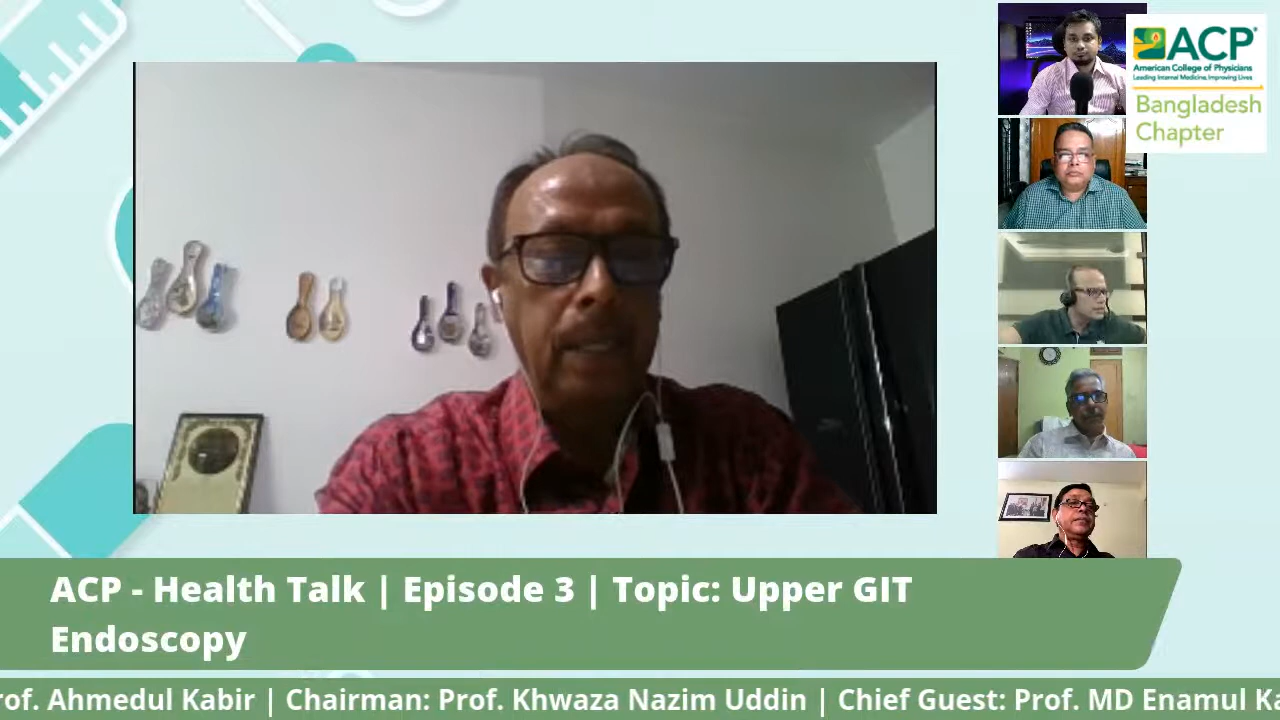 ACP
American College of Physicians
Leading Internal Medicine, Improving Lives
Bangladesh
Chapter
ACP - Health Talk | Episode 3 | Topic: Upper GIT
Endoscopy
rof. Ahmedul Kabir | Chairman: Prof. Khwaza Nazim Uddin | Chief Guest: Prof. MD Enamul Ka